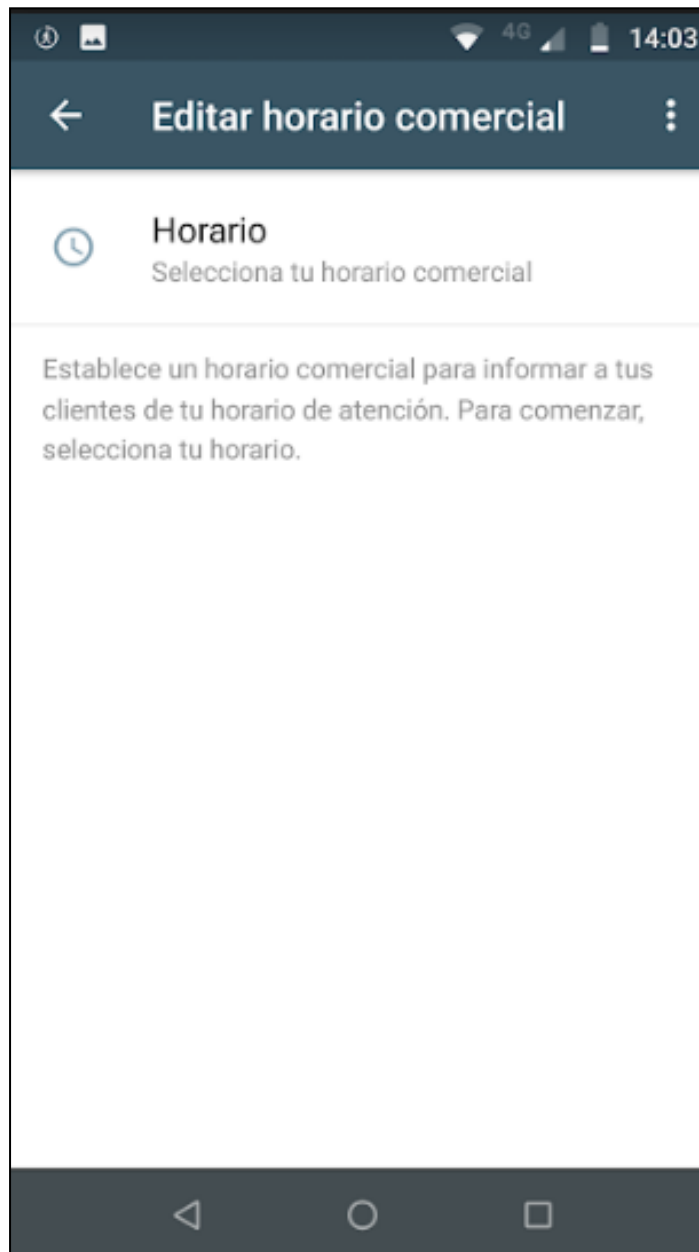 4G 14:03
Editar horario comercial
Horario
Selecciona tu horario comercial
Establece un horario comercial para informar a tus
clientes de tu horario de atención. Para comenzar,
selecciona tu horario.